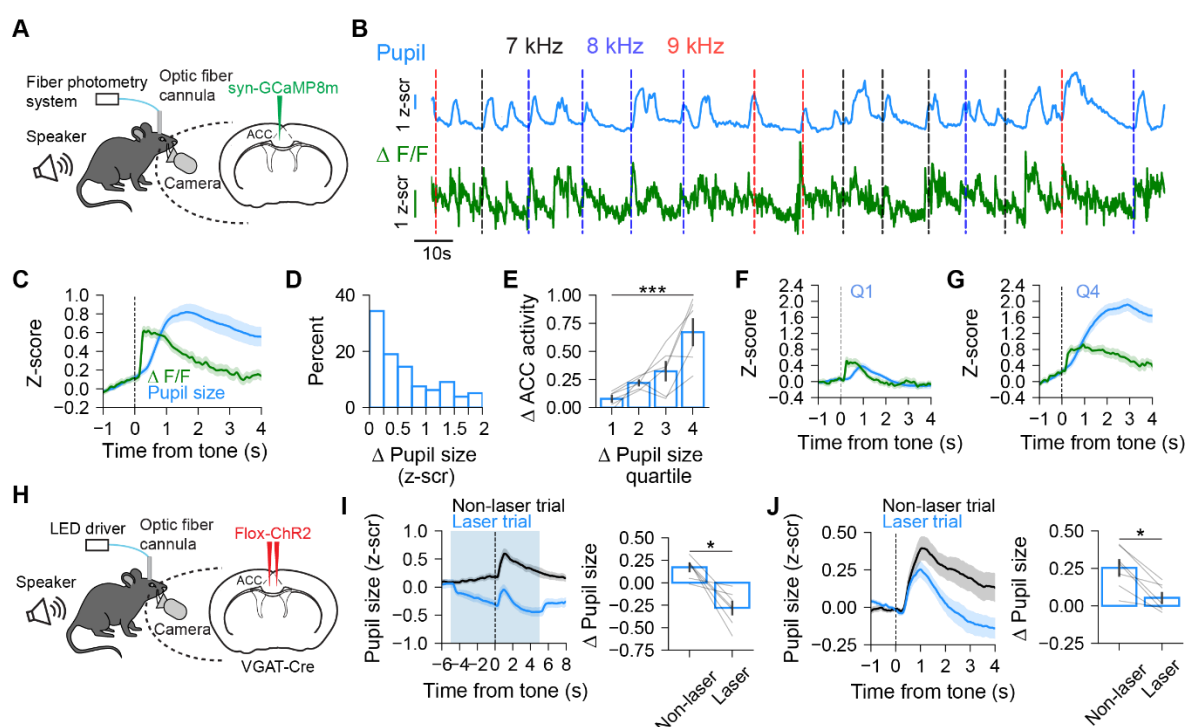 A
Fiber photometry system
Optic fiber cannula
syn-GCaMP8m
Speaker
ACC
Camera
B
Pupil
7 kHz
8 kHz
9 kHz
1 z-scr
Δ F/F
1 z-scr
10s
C
Z-score
1.0
0.8
0.6
0.4
0.2
0.0
−0.2
Δ F/F
Pupil size
−1 0 1 2 3 4
Time from tone (s)
D
Percent
40
20
0
0 0.5 1 1.5 2
Δ Pupil size
(z-scr)
E
***
Δ ACC activity
1.00
0.75
0.50
0.25
0.00
1 2 3 4
Δ Pupil size
quartile
F
Q1
Z-score
2.4
2.0
1.6
1.2
0.8
0.4
0.0
−0.4
−1 0 1 2 3 4
Time from tone (s)
G
Q4
Z-score
2.4
2.0
1.6
1.2
0.8
0.4
0.0
−0.4
−1 0 1 2 3 4
Time from tone (s)
H
LED driver
Optic fiber cannula
Flox-ChR2
Speaker
ACC
Camera
VGAT-Cre
I
Non-laser trial
Laser trial
Pupil size (z-scr)
1.0
0.5
0.0
−0.5
−1.0
−6 −4 −2 0 2 4 6 8
Time from tone (s)
*
Δ Pupil size
0.50
0.25
0.00
−0.25
−0.50
−0.75
Non-laser
Laser
J
Non-laser trial
Laser trial
Pupil size (z-scr)
0.50
0.25
0.00
−0.25
−1 0 1 2 3 4
Time from tone (s)
*
Δ Pupil size
0.50
0.25
0.00
−0.25
Non-laser
Laser